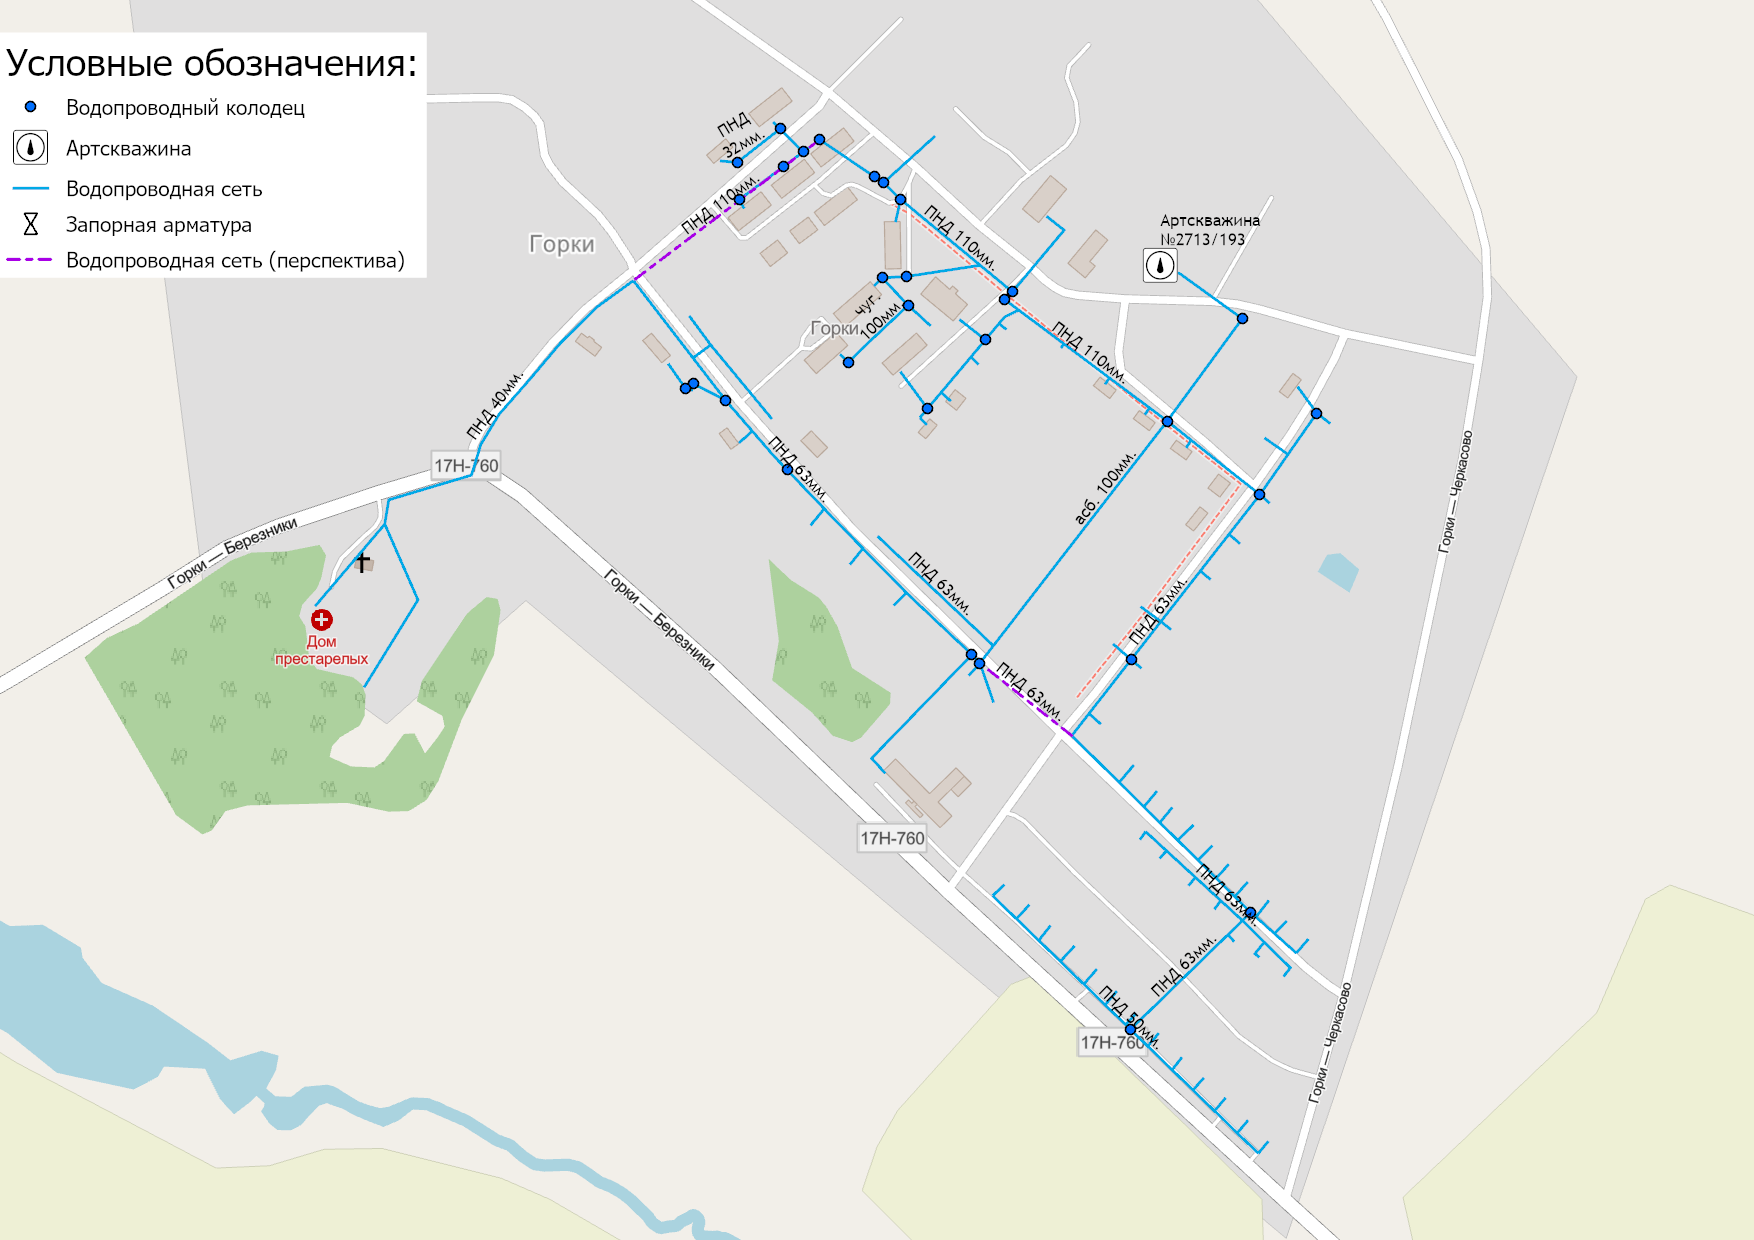 Условные обозначения:
Водопроводный колодец
Артскважина
Водопроводная сеть
Запорная арматура
Водопроводная сеть (перспектива)
ПНД
32мм.
ПНД 110мм.
Горки
ПНД 110мм.
Артскважина
№2713/193
чуг.
100мм.
Горки
ПНД 110мм.
ПНД 40мм.
17Н-760
ПНД 63мм.
асб. 100мм.
Горки — Черкасово
Горки — Березники
ПНД 63мм.
Горки — Березники
ПНД 63мм.
Дом
престарелых
ПНД 63мм.
17Н-760
ПНД 63мм.
ПНД 63мм.
ПНД 50мм.
17Н-760
Горки — Черкасово